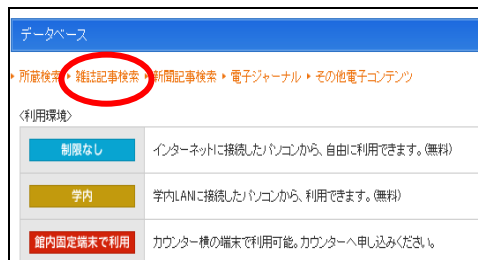 データベース
▸ 所蔵検索 ▸ 雑誌記事検索 ▸ 新聞記事検索 ▸ 電子ジャーナル ▸ その他電子コンテンツ
〈利用環境〉
制限なし インターネットに接続したパソコンから、自由に利用できます。(無料)
学内 学内LANに接続したパソコンから、利用できます。(無料)
館内固定端末で利用 カウンター横の端末で利用可能。カウンターへ申し込みください。